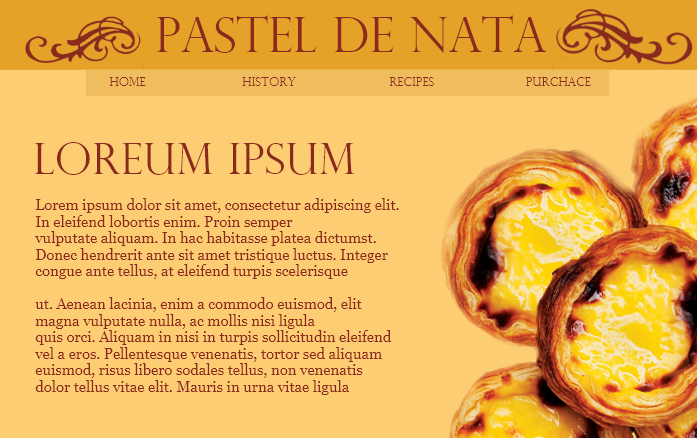 PASTEL DE NATA
HOME HISTORY RECIPES PURCHACE
LOREUM IPSUM
Lorem ipsum dolor sit amet, consectetur adipiscing elit.
In eleifend lobortis enim. Proin semper
vulputate aliquam. In hac habitasse platea dictumst.
Donec hendrerit ante sit amet tristique luctus. Integer
congue ante tellus, at eleifend turpis scelerisque
ut. Aenean lacinia, enim a commodo euismod, elit
magna vulputate nulla, ac mollis nisi ligula
quis orci. Aliquam in nisi in turpis sollicitudin eleifend
vel a eros. Pellentesque venenatis, tortor sed aliquam
euismod, risus libero sodales tellus, non venenatis
dolor tellus vitae elit. Mauris in urna vitae ligula